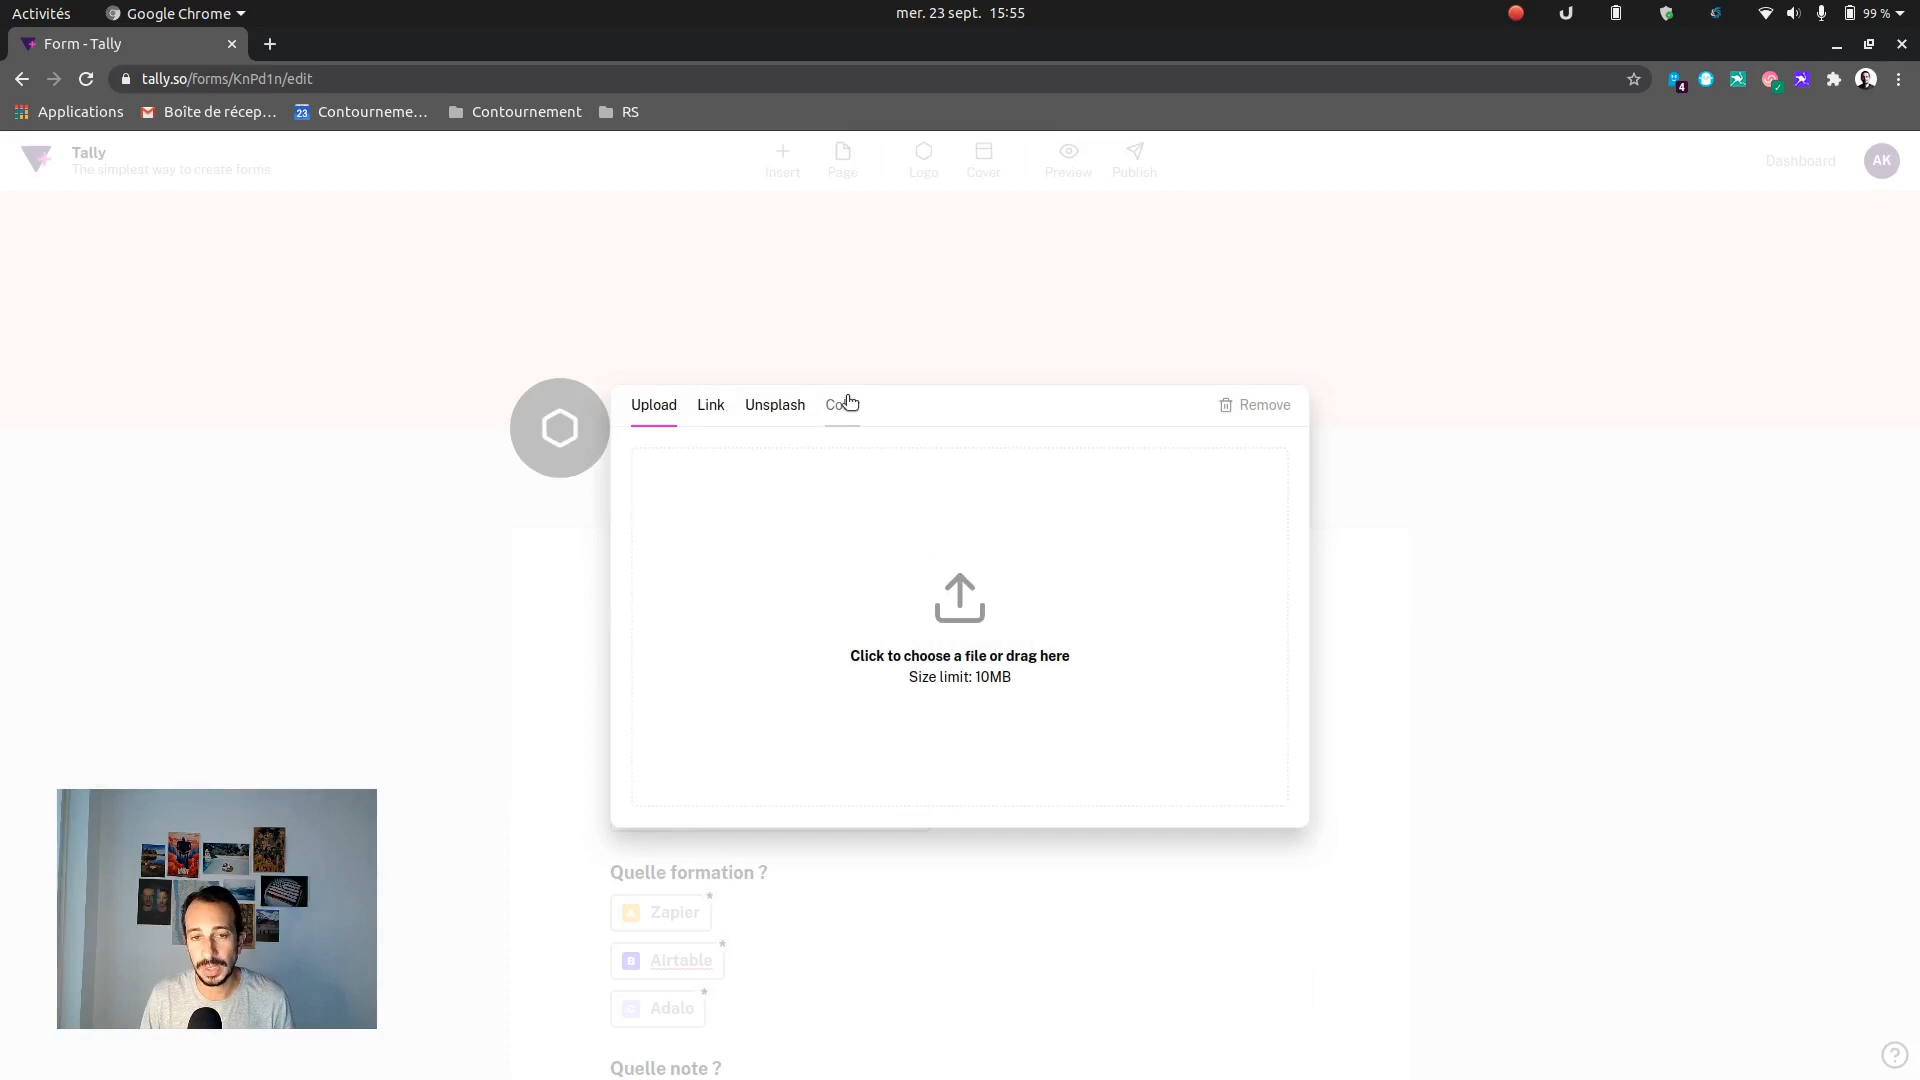 Activités
Google Chrome
mer. 23 sept. 15:55
99 %
Form - Tally
tally.so/forms/KnPd1n/edit
4
Applications
Boîte de récep…
23
Contourneme…
Contournement
RS
Tally
The simplest way to create forms
Insert
Page
Logo
Cover
Preview
Publish
Dashboard
AK
Upload
Link
Unsplash
Remove
Click to choose a file or drag here
Size limit: 10MB
Quelle formation ?
A Zapier *
B Airtable *
C Adalo *
Quelle note ?